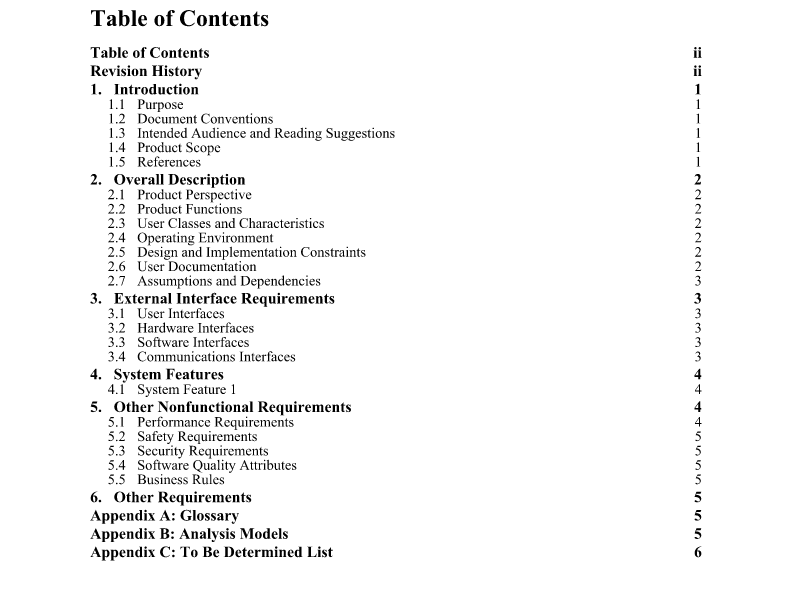 Table of Contents
Table of Contents ii
Revision History ii
1. Introduction 1
1.1 Purpose 1
1.2 Document Conventions 1
1.3 Intended Audience and Reading Suggestions 1
1.4 Product Scope 1
1.5 References 1
2. Overall Description 2
2.1 Product Perspective 2
2.2 Product Functions 2
2.3 User Classes and Characteristics 2
2.4 Operating Environment 2
2.5 Design and Implementation Constraints 2
2.6 User Documentation 2
2.7 Assumptions and Dependencies 3
3. External Interface Requirements 3
3.1 User Interfaces 3
3.2 Hardware Interfaces 3
3.3 Software Interfaces 3
3.4 Communications Interfaces 3
4. System Features 4
4.1 System Feature 1 4
5. Other Nonfunctional Requirements 4
5.1 Performance Requirements 4
5.2 Safety Requirements 5
5.3 Security Requirements 5
5.4 Software Quality Attributes 5
5.5 Business Rules 5
6. Other Requirements 5
Appendix A: Glossary 5
Appendix B: Analysis Models 5
Appendix C: To Be Determined List 6